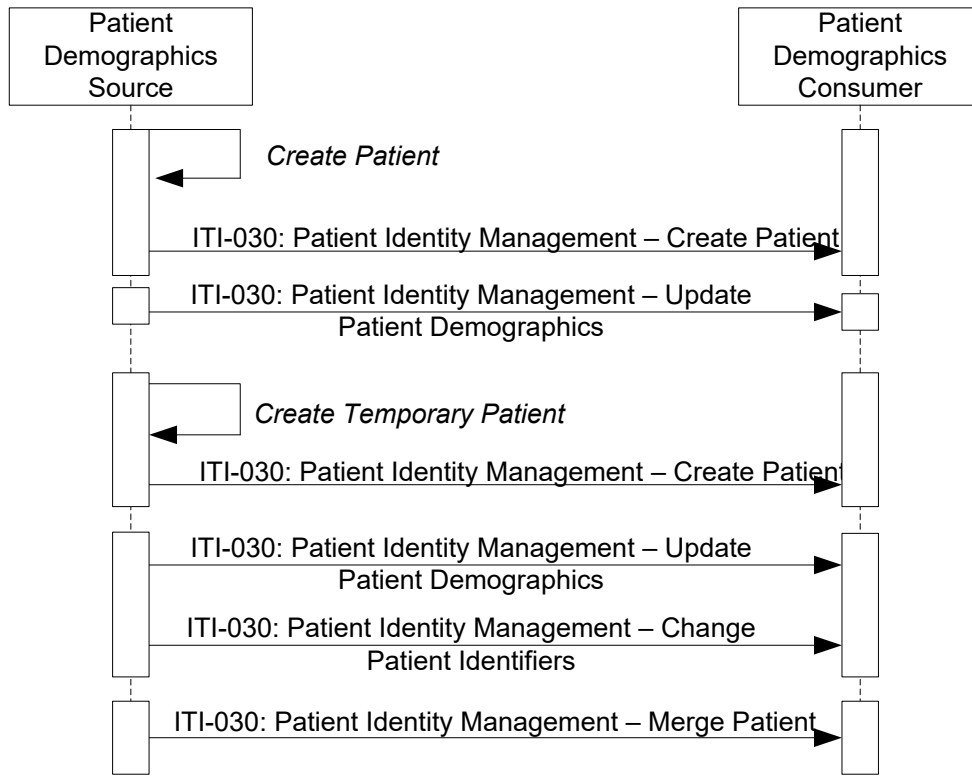 Patient
Demographics
Source
Patient
Demographics
Consumer
Create Patient
ITI-030: Patient Identity Management – Create Patient
ITI-030: Patient Identity Management – Update
Patient Demographics
Create Temporary Patient
ITI-030: Patient Identity Management – Create Patient
ITI-030: Patient Identity Management – Update
Patient Demographics
ITI-030: Patient Identity Management – Change
Patient Identifiers
ITI-030: Patient Identity Management – Merge Patient